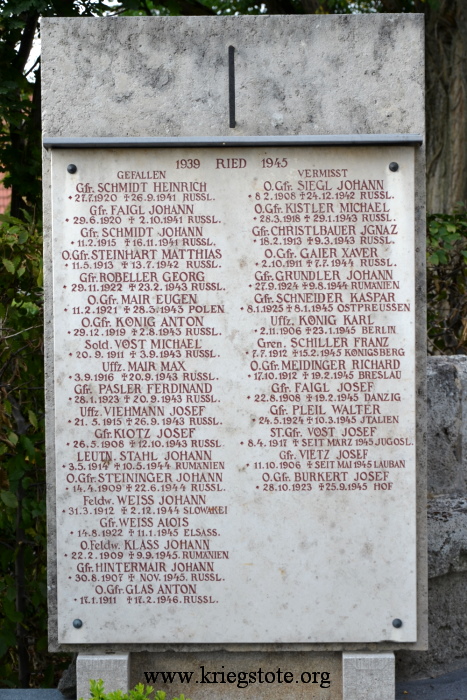 1939 RIED 1945
GEFALLEN
Gfr. SCHMIDT HEINRICH
* 27.7.1920 ✝ 26.9.1941 RUSSL.
Gfr. FAIGL JOHANN
* 29.6.1920 ✝ 2.10.1941 RUSSL.
Gfr. SCHMIDT JOHANN
* 11.2.1915 ✝ 16.11.1941 RUSSL.
O.Gfr. STEINHART MATTHIAS
* 11.5.1913 ✝ 13.7.1942 RUSSL.
Gfr. ROBELLER GEORG
* 29.11.1922 ✝ 23.2.1943 RUSSL.
O.Gfr. MAIR EUGEN
* 11.2.1921 ✝ 28.3.1943 POLEN
O.Gfr. KÖNIG ANTON
* 29.12.1919 ✝ 2.8.1943 RUSSL.
Sold. VOST MICHAEL
* 20.9.1911 ✝ 3.9.1943 RUSSL.
Uffz. MAIR MAX
* 3.9.1916 ✝ 20.9.1943 RUSSL.
Gfr. PASLER FERDINAND
* 28.1.1923 ✝ 20.9.1943 RUSSL.
Uffz. VIEHMANN JOSEF
* 21.5.1915 ✝ 26.9.1943 RUSSL.
Gfr. KLOTZ JOSEF
* 26.5.1908 ✝ 12.10.1943 RUSSL.
LEUTN. STAHL JOHANN
* 3.5.1914 ✝ 10.5.1944 RUMÄNIEN
O.Gfr. STEININGER JOHANN
* 14.4.1909 ✝ 22.6.1944 RUSSL.
Feldw. WEISS JOHANN
* 31.3.1912 ✝ 2.12.1944 SLOWAKEI
Gfr. WEISS ALOIS
* 14.8.1922 ✝ 11.1.1945 ELSASS.
O.Feldw. KLASS JOHANN
* 22.2.1909 ✝ 9.9.1945 RUMÄNIEN
Gfr. HINTERMAIR JOHANN
* 30.8.1907 ✝ NOV. 1945 RUSSL.
O.Gfr. GLAS ANTON
* 17.1.1911 ✝ 17.2.1946 RUSSL.
VERMISST
O.Gfr. SIEGL JOHANN
* 8.2.1908 ✝ 24.12.1942 RUSSL.
O.Gfr. KISTLER MICHAEL
* 28.3.1918 ✝ 29.1.1943 RUSSL.
Gfr. CHRISTLBAUER JGNAZ
* 18.2.1913 ✝ 9.3.1943 RUSSL.
O.Gfr. GAIER XAVER
* 2.10.1911 ✝ 7.7.1944 RUSSL.
Gfr. GRUNDLER JOHANN
* 27.9.1924 ✝ 9.8.1944 RUMÄNIEN
Gfr. SCHNEIDER KASPAR
* 8.1.1925 ✝ 8.1.1945 OSTPREUSSEN
Uffz. KÖNIG KARL
* 2.11.1906 ✝ 23.1.1945 BERLIN
Gren. SCHILLER FRANZ
* 7.7.1912 ✝ 15.2.1945 KÖNIGSBERG
O.Gfr. MEIDINGER RICHARD
* 17.10.1912 ✝ 19.2.1945 BRESLAU
Gfr. FAIGL JOSEF
* 22.8.1908 ✝ 19.2.1945 DANZIG
Gfr. PLEIL WALTER
* 24.5.1924 ✝ 10.3.1945 JTALIEN
St.Gfr. VOST JOSEF
* 8.4.1917 ✝ SEIT MÄRZ 1945 JUGOSL.
Gfr. VIETZ JOSEF
* 11.10.1906 ✝ SEIT MAI 1945 LAUBAN
O.Gfr. BURKERT JOSEF
* 28.10.1923 ✝ 25.9.1945 HOF
www.kriegstote.org